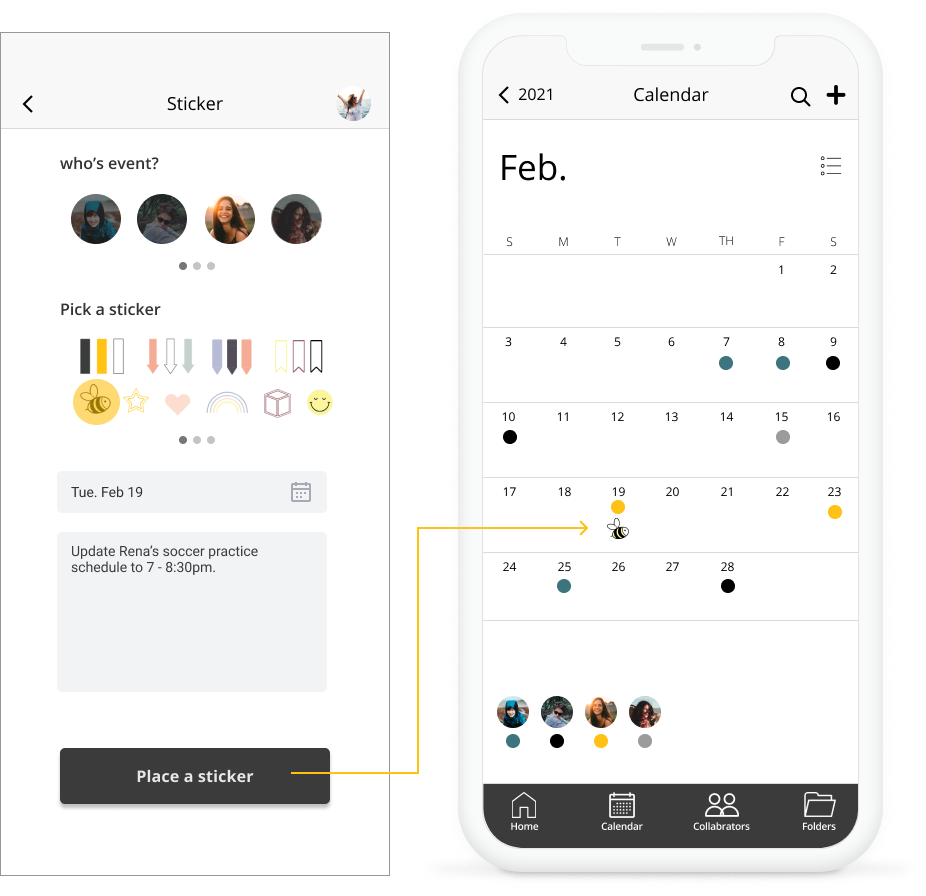 Sticker
who's event?
Pick a sticker
Tue. Feb 19
Update Rena's soccer practice
schedule to 7 - 8:30pm.
Place a sticker
2021
Calendar
Feb.
S M T W TH F S
1 2
3 4 5 6 7 8 9
10 11 12 13 14 15 16
17 18 19 20 21 22 23
24 25 26 27 28
Home Calendar Collabrators Folders